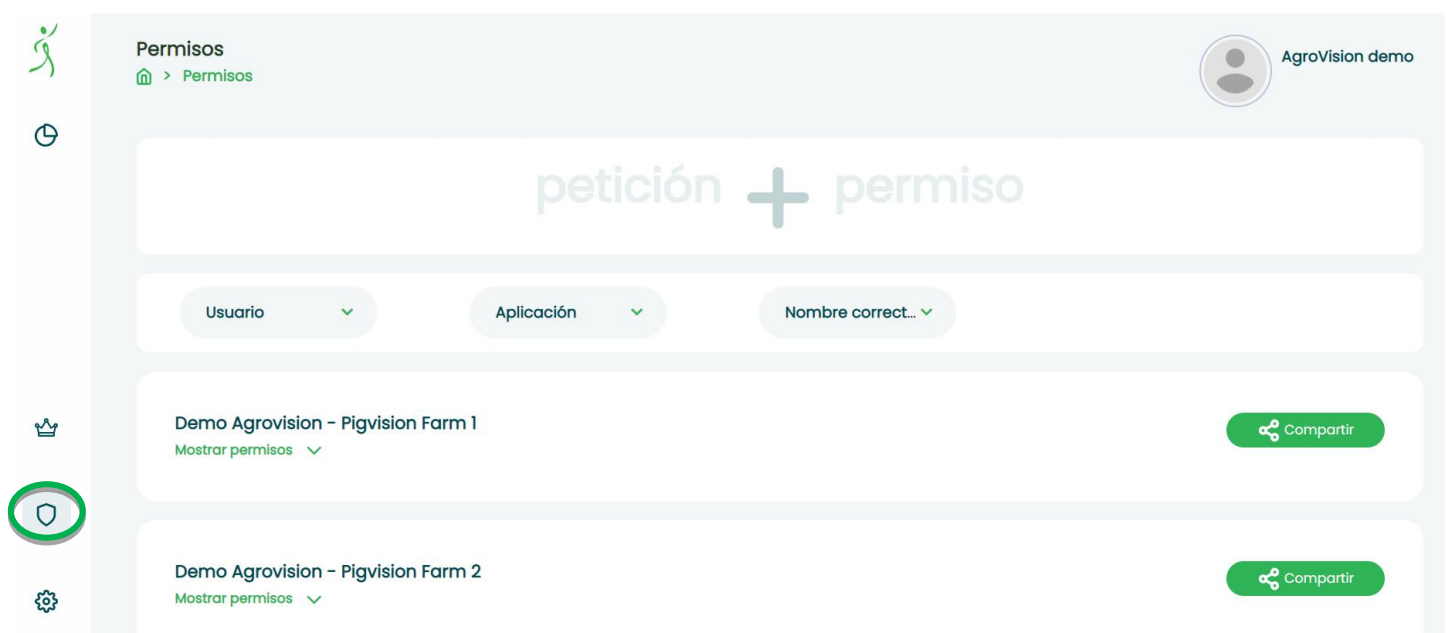 Permisos
> Permisos
AgroVision demo
petición + permiso
Usuario
Aplicación
Nombre correct...
Demo Agrovision - Pigvision Farm 1
Mostrar permisos
Compartir
Demo Agrovision - Pigvision Farm 2
Mostrar permisos
Compartir